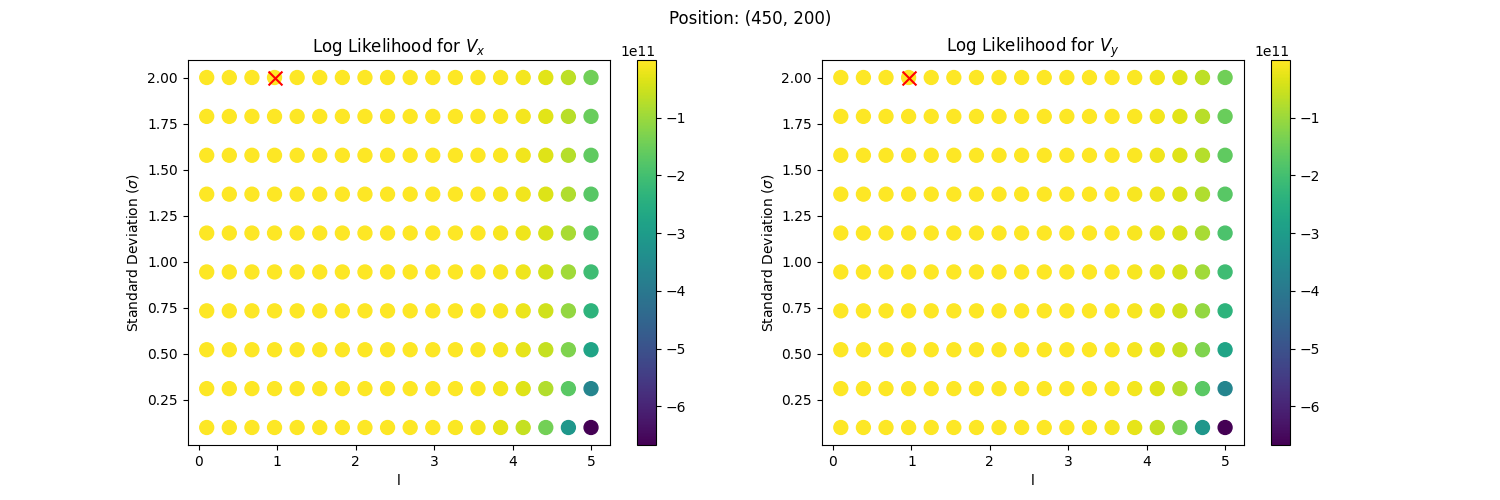 Position: (450, 200)
Log Likelihood for $V_x$
1e11
2.00
1.75
1.50
1.25
1.00
0.75
0.50
0.25
Standard Deviation (σ)
0 1 2 3 4 5
l
−1
−2
−3
−4
−5
−6
Log Likelihood for $V_y$
1e11
2.00
1.75
1.50
1.25
1.00
0.75
0.50
0.25
Standard Deviation (σ)
0 1 2 3 4 5
l
−1
−2
−3
−4
−5
−6